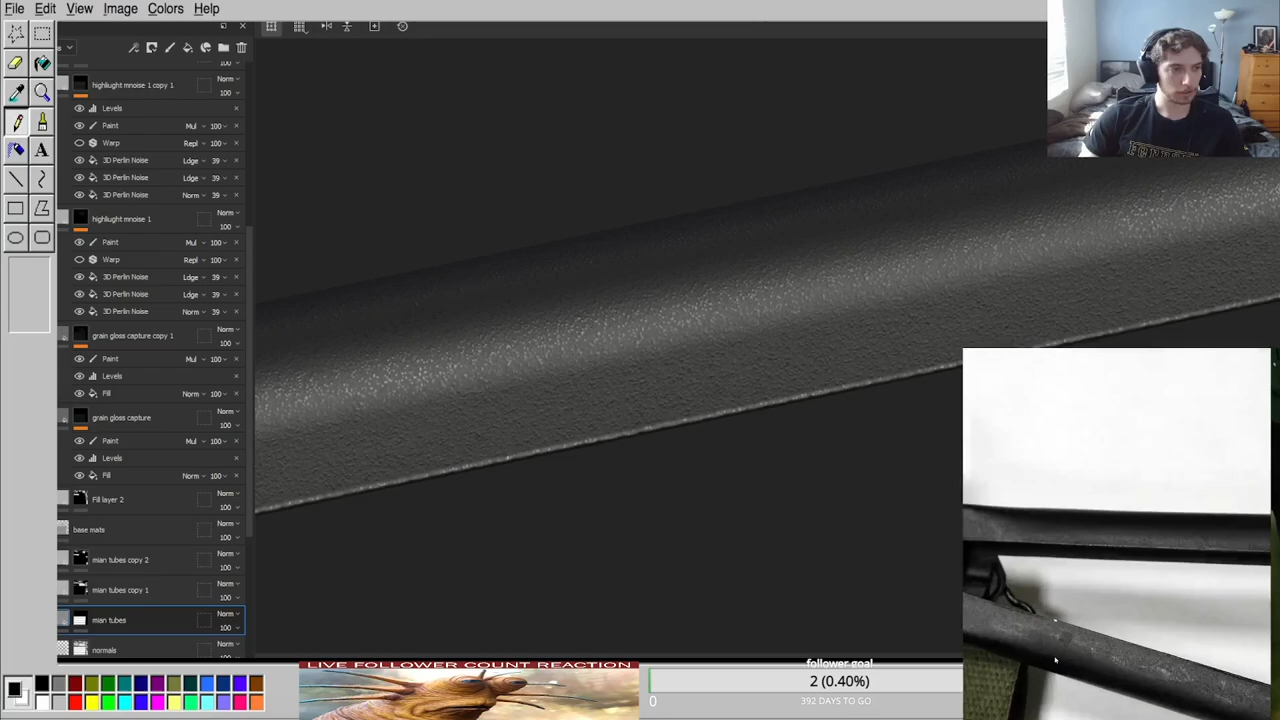 File Edit View Image Colors Help
100
highliught mnoise 1 copy 1 Norm 100
Levels
Paint Mul 100
Warp Repl 100
3D Perlin Noise Ldge 39
3D Perlin Noise Ldge 39
3D Perlin Noise Norm 39
highliught mnoise 1 Norm 100
Paint Mul 100
Warp Repl 100
3D Perlin Noise Ldge 39
3D Perlin Noise Ldge 39
3D Perlin Noise Norm 39
grain gloss capture copy 1 Norm 100
Paint Mul 100
Levels
Fill Norm 100
grain gloss capture Norm 100
Paint Mul 100
Levels
Fill Norm 100
Fill layer 2 Norm 100
base mats Norm 100
mian tubes copy 2 Norm 100
mian tubes copy 1 Norm 100
mian tubes Norm 100
normals Norm
A
LIVE FOLLOWER COUNT REACTION
follower goal
2 (0.40%)
0
392 DAYS TO GO